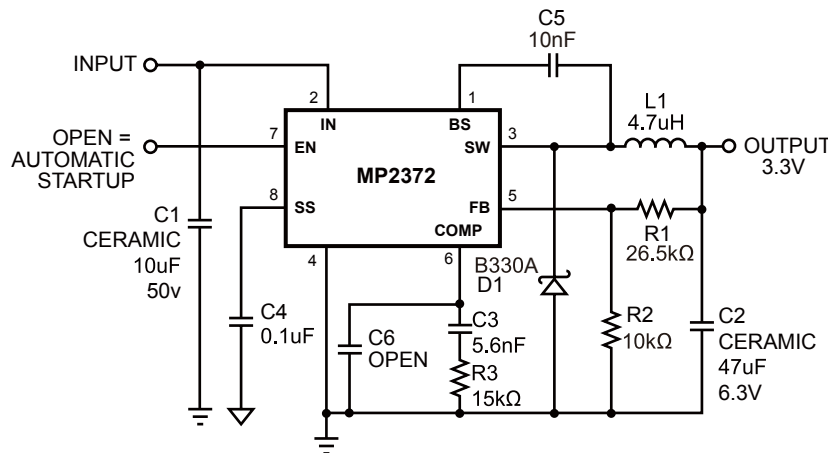 C5
10nF
INPUT
2
1
L1
4.7uH
IN
BS
OPEN =
AUTOMATIC
STARTUP
7
EN
SW
3
OUTPUT
3.3V
MP2372
8
SS
FB
5
COMP
R1
26.5kΩ
C1
CERAMIC
10uF
50v
4
6
B330A
D1
C4
0.1uF
C6
OPEN
C3
5.6nF
R3
15kΩ
R2
10kΩ
C2
CERAMIC
47uF
6.3V